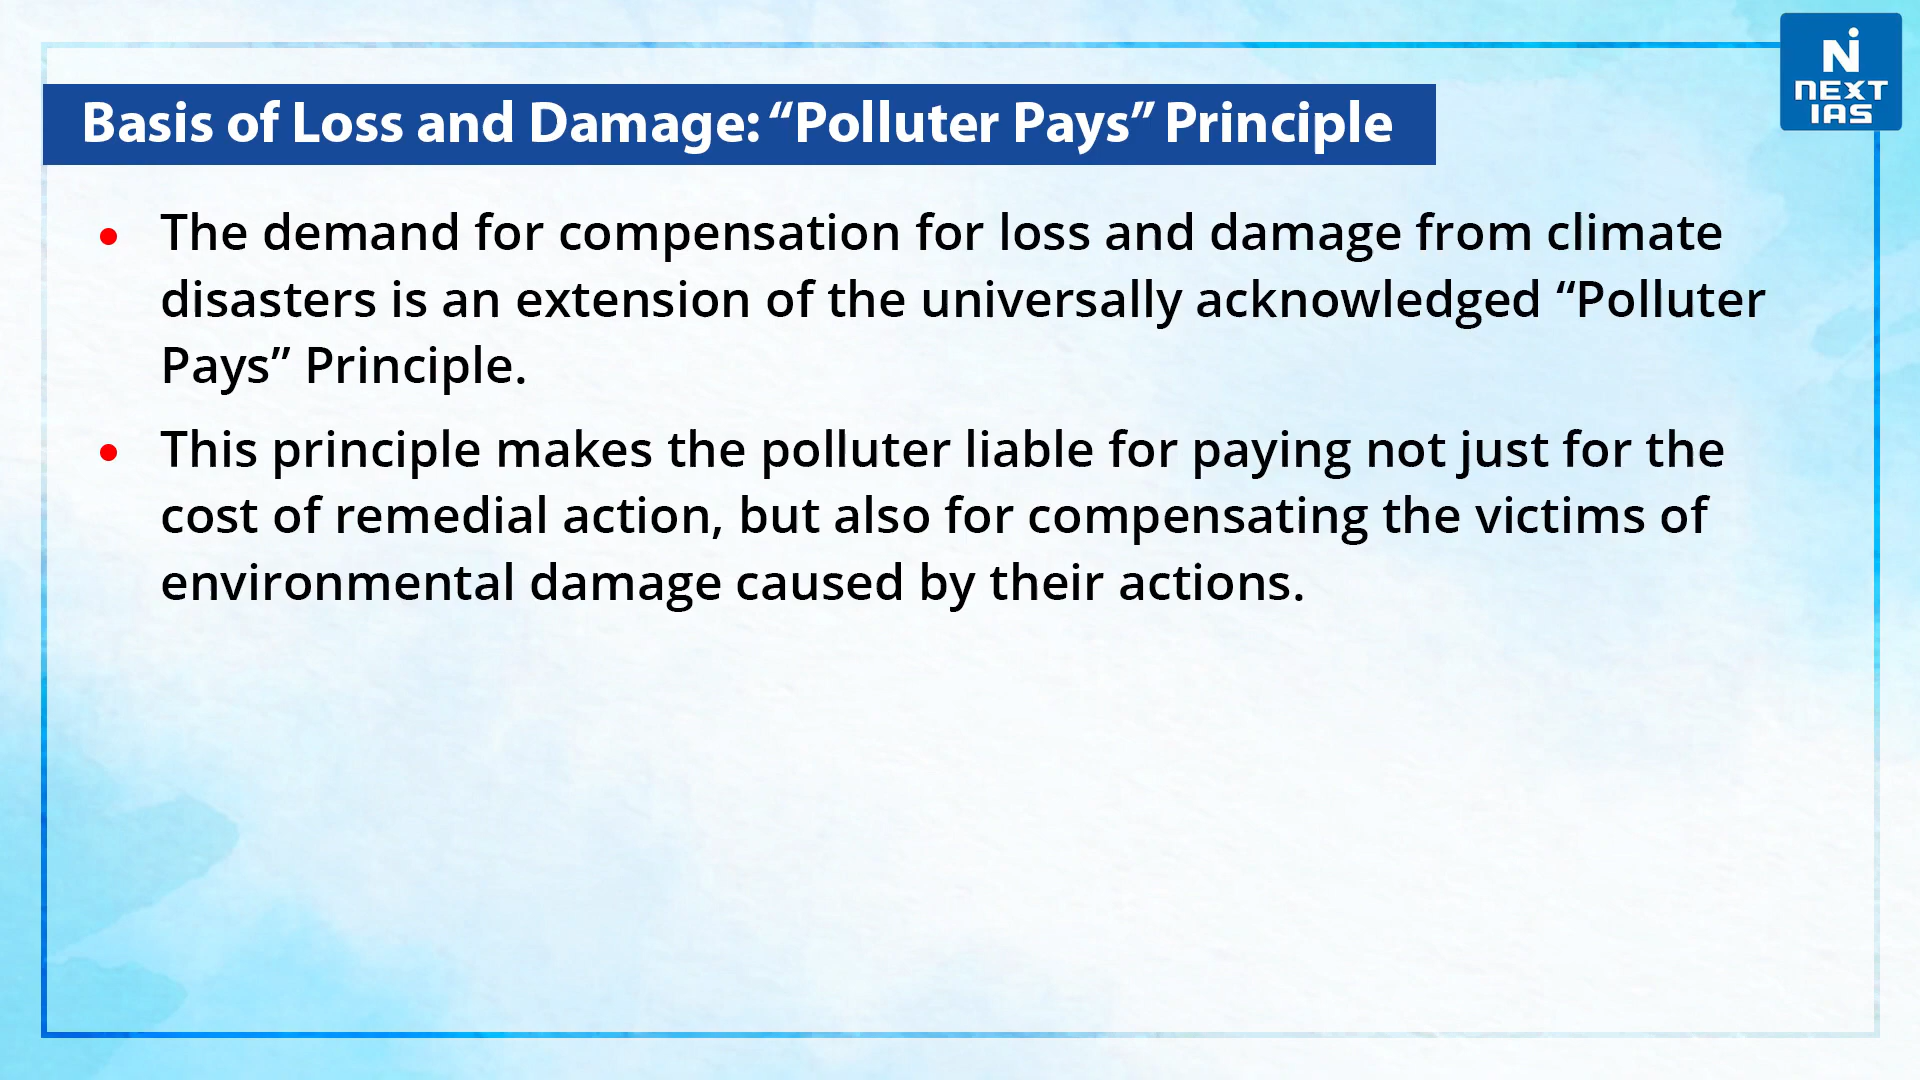 NEXT
IAS
Basis of Loss and Damage: “Polluter Pays” Principle
• The demand for compensation for loss and damage from climate
disasters is an extension of the universally acknowledged “Polluter
Pays” Principle.
• This principle makes the polluter liable for paying not just for the
cost of remedial action, but also for compensating the victims of
environmental damage caused by their actions.